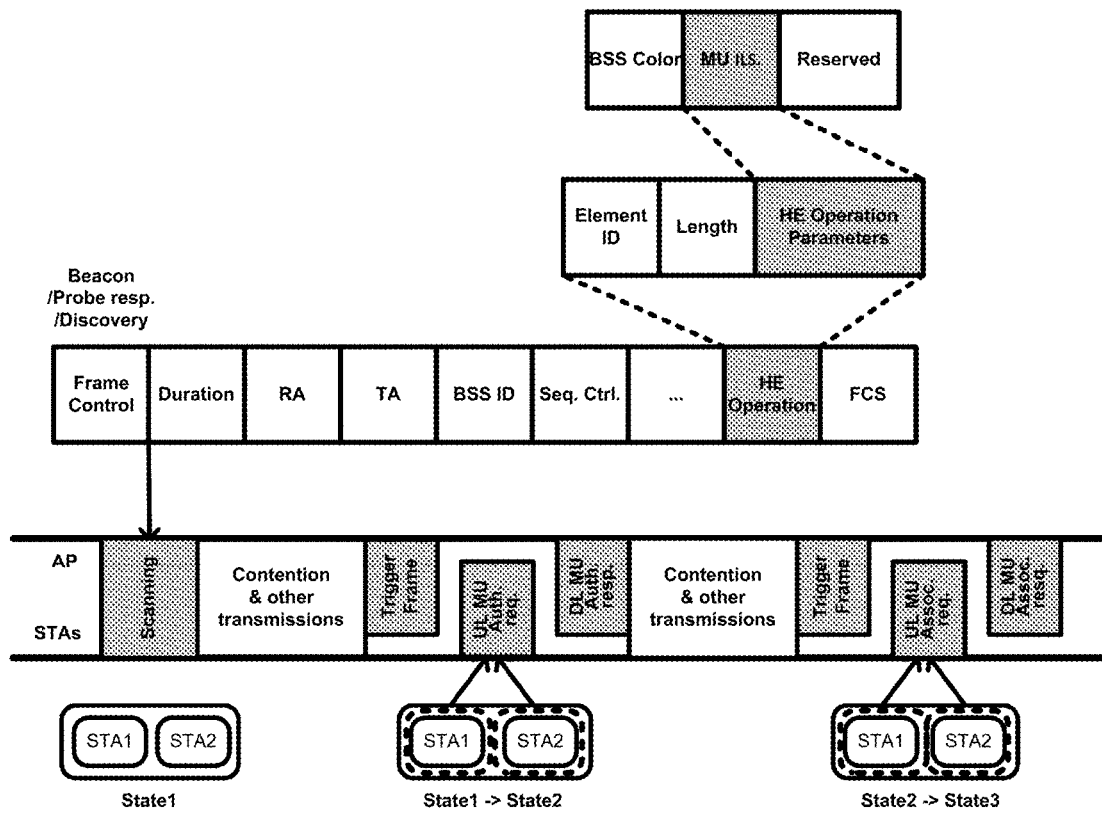 BSS Color
MU ILS.
Reserved
Element
ID
Length
HE Operation
Parameters
Beacon
/Probe resp.
/Discovery
Frame
Control
Duration
RA
TA
BSS ID
Seq. Ctrl.
...
HE
Operation
FCS
AP
STAs
Scanning
Contention
& other
transmissions
Trigger
Frame
UL MU
Auth.
req.
DL MU
Auth
resp.
Contention
& other
transmissions
Trigger
Frame
UL MU
Assoc
req.
DL MU
Assoc.
resq.
STA1
STA2
State1
STA1
STA2
State1 -> State2
STA1
STA2
State2 -> State3